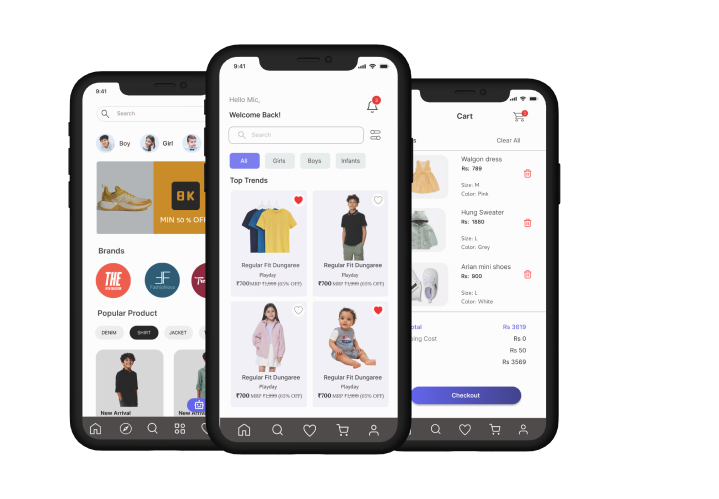 9:41
Search
Boy
Girl
8K
MIN 50 % OFF
Brands
THE
Fashionova
Popular Product
DENIM
SHIRT
JACKET
New Arrival
New Arrival
9:41
Hello Mic,
2
Welcome Back!
Search
All
Girls
Boys
Infants
Top Trends
Regular Fit Dungaree
Playday
₹700 MRP ₹1,999 (65% OFF)
Regular Fit Dungaree
Playday
₹700 MRP ₹1,999 (65% OFF)
Regular Fit Dungaree
Playday
₹700 MRP ₹1,999 (65% OFF)
Regular Fit Dungaree
Playday
₹700 MRP ₹1,999 (65% OFF)
Cart
Clear All
Walgon dress
Rs: 789
Size: M
Color: Pink
Hung Sweater
Rs: 1880
Size: L
Color: Grey
Arlan mini shoes
Rs: 900
Size: L
Color: White
otal
Rs 3619
ing Cost
Rs 0
Rs 50
Rs 3569
Checkout